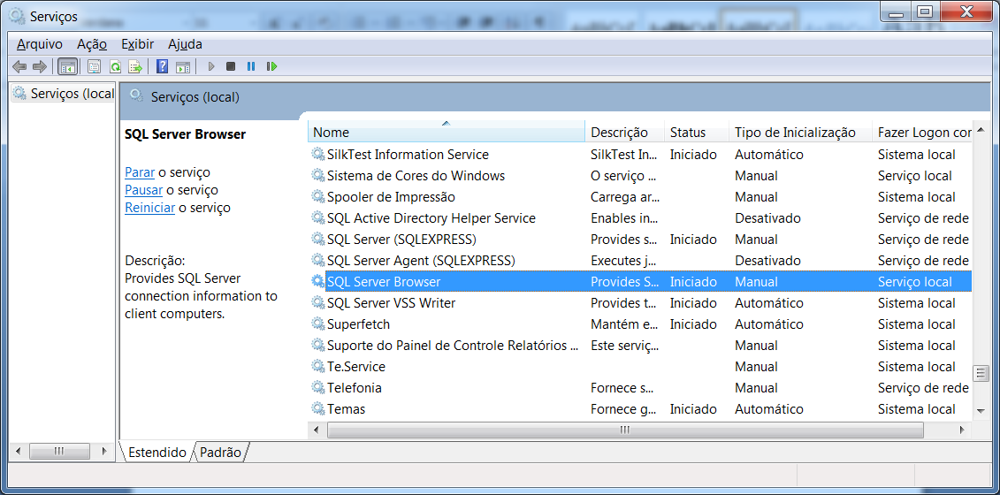 Serviços
Arquivo Ação Exibir Ajuda
Serviços (local
Serviços (local)
SQL Server Browser
Parar o serviço
Pausar o serviço
Reiniciar o serviço
Descrição:
Provides SQL Server
connection information to
client computers.
Nome Descrição Status Tipo de Inicialização Fazer Logon cor
SilkTest Information Service SilkTest In... Iniciado Automático Sistema local
Sistema de Cores do Windows O serviço ... Manual Serviço local
Spooler de Impressão Carrega ar... Manual Sistema local
SQL Active Directory Helper Service Enables in... Desativado Serviço de rede
SQL Server (SQLEXPRESS) Provides s... Iniciado Manual Serviço de rede
SQL Server Agent (SQLEXPRESS) Executes j... Desativado Serviço de rede
SQL Server Browser Provides S... Iniciado Manual Serviço local
SQL Server VSS Writer Provides t... Iniciado Automático Sistema local
Superfetch Mantém e... Iniciado Automático Sistema local
Suporte do Painel de Controle Relatórios ... Este serviç... Manual Sistema local
Te.Service Manual Sistema local
Telefonia Fornece s... Manual Serviço de rede
Temas Fornece g... Iniciado Automático Sistema local
Estendido Padrão